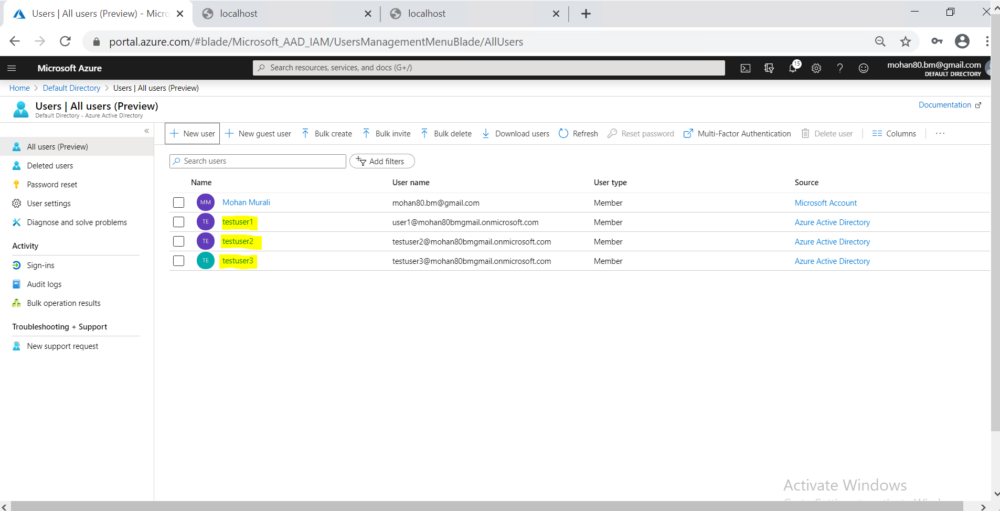 Users | All users (Preview) - Micro
localhost
localhost
portal.azure.com/#blade/Microsoft_AAD_IAM/UsersManagementMenuBlade/AllUsers
Microsoft Azure
Search resources, services, and docs (G+/)
15
mohan80.bm@gmail.com
DEFAULT DIRECTORY
Home > Default Directory > Users | All users (Preview)
Users | All users (Preview)
Default Directory - Azure Active Directory
Documentation
«
All users (Preview)
Deleted users
Password reset
User settings
Diagnose and solve problems
Activity
Sign-ins
Audit logs
Bulk operation results
Troubleshooting + Support
New support request
New user New guest user Bulk create Bulk invite Bulk delete Download users Refresh Reset password Multi-Factor Authentication Delete user Columns ...
Search users Add filters
Name User name User type Source
MM Mohan Murali mohan80.bm@gmail.com Member Microsoft Account
TE testuser1 user1@mohan80bmgmail.onmicrosoft.com Member Azure Active Directory
TE testuser2 testuser2@mohan80bmgmail.onmicrosoft.com Member Azure Active Directory
TE testuser3 testuser3@mohan80bmgmail.onmicrosoft.com Member Azure Active Directory
Activate Windows